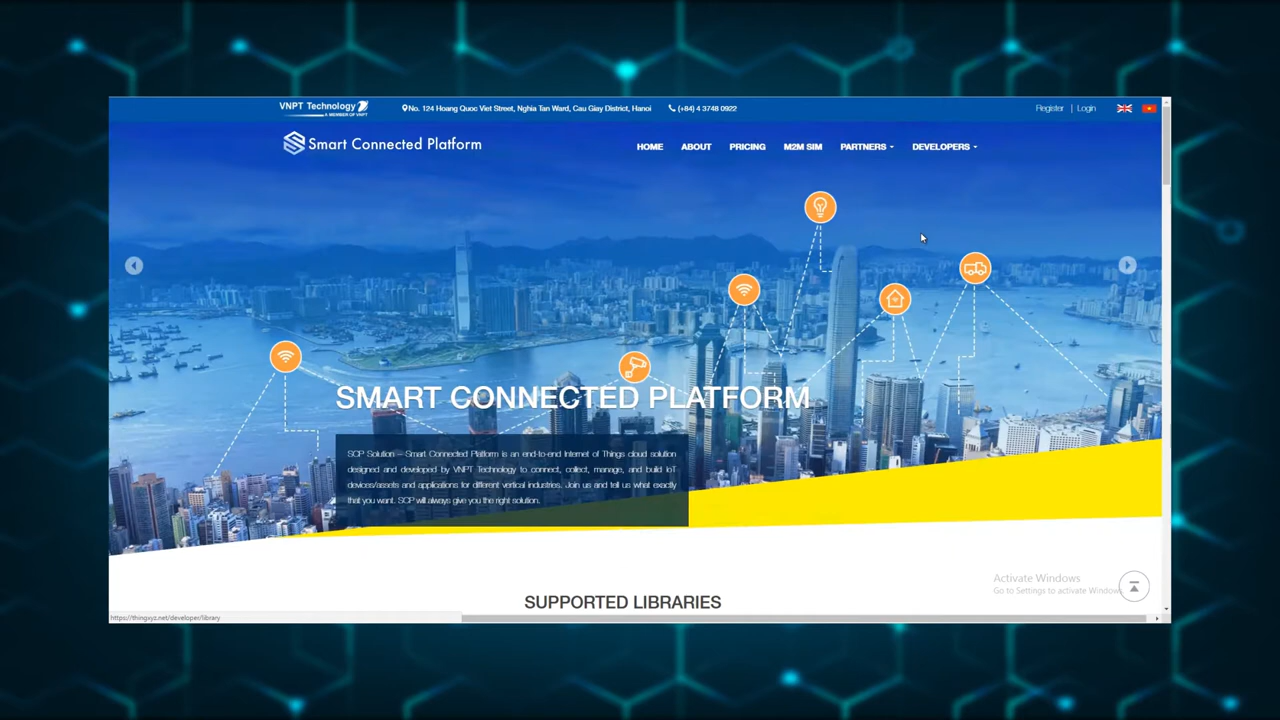 VNPT Technology
A MEMBER OF VNPT
No. 124 Hoang Quoc Viet Street, Nghia Tan Ward, Cau Giay District, Hanoi
(+84) 4 3748 0922
Register | Login
Smart Connected Platform
HOME ABOUT PRICING M2M SIM PARTNERS DEVELOPERS
SMART CONNECTED PLATFORM
SCP Solution – Smart Connected Platform is an end-to-end Internet of Things cloud solution
designed and developed by VNPT Technology to connect, collect, manage, and build IoT
devices/assets and applications for different vertical industries. Join us and tell us what exactly
that you want. SCP will always give you the right solution.
Activate Windows
Go to Settings to activate Windows
SUPPORTED LIBRARIES
https://thingxyz.net/developer/library